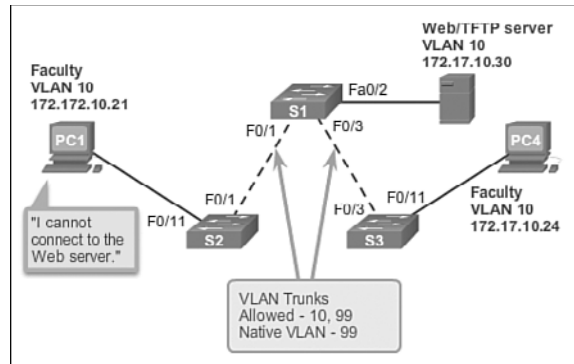 Web/TFTP server
VLAN 10
172.17.10.30
Faculty
VLAN 10
172.172.10.21
Fa0/2
S1
F0/1
F0/3
PC1
PC4
"I cannot
connect to the
Web server."
F0/11
F0/1
S2
F0/3
S3
F0/11
Faculty
VLAN 10
172.17.10.24
VLAN Trunks
Allowed - 10, 99
Native VLAN - 99